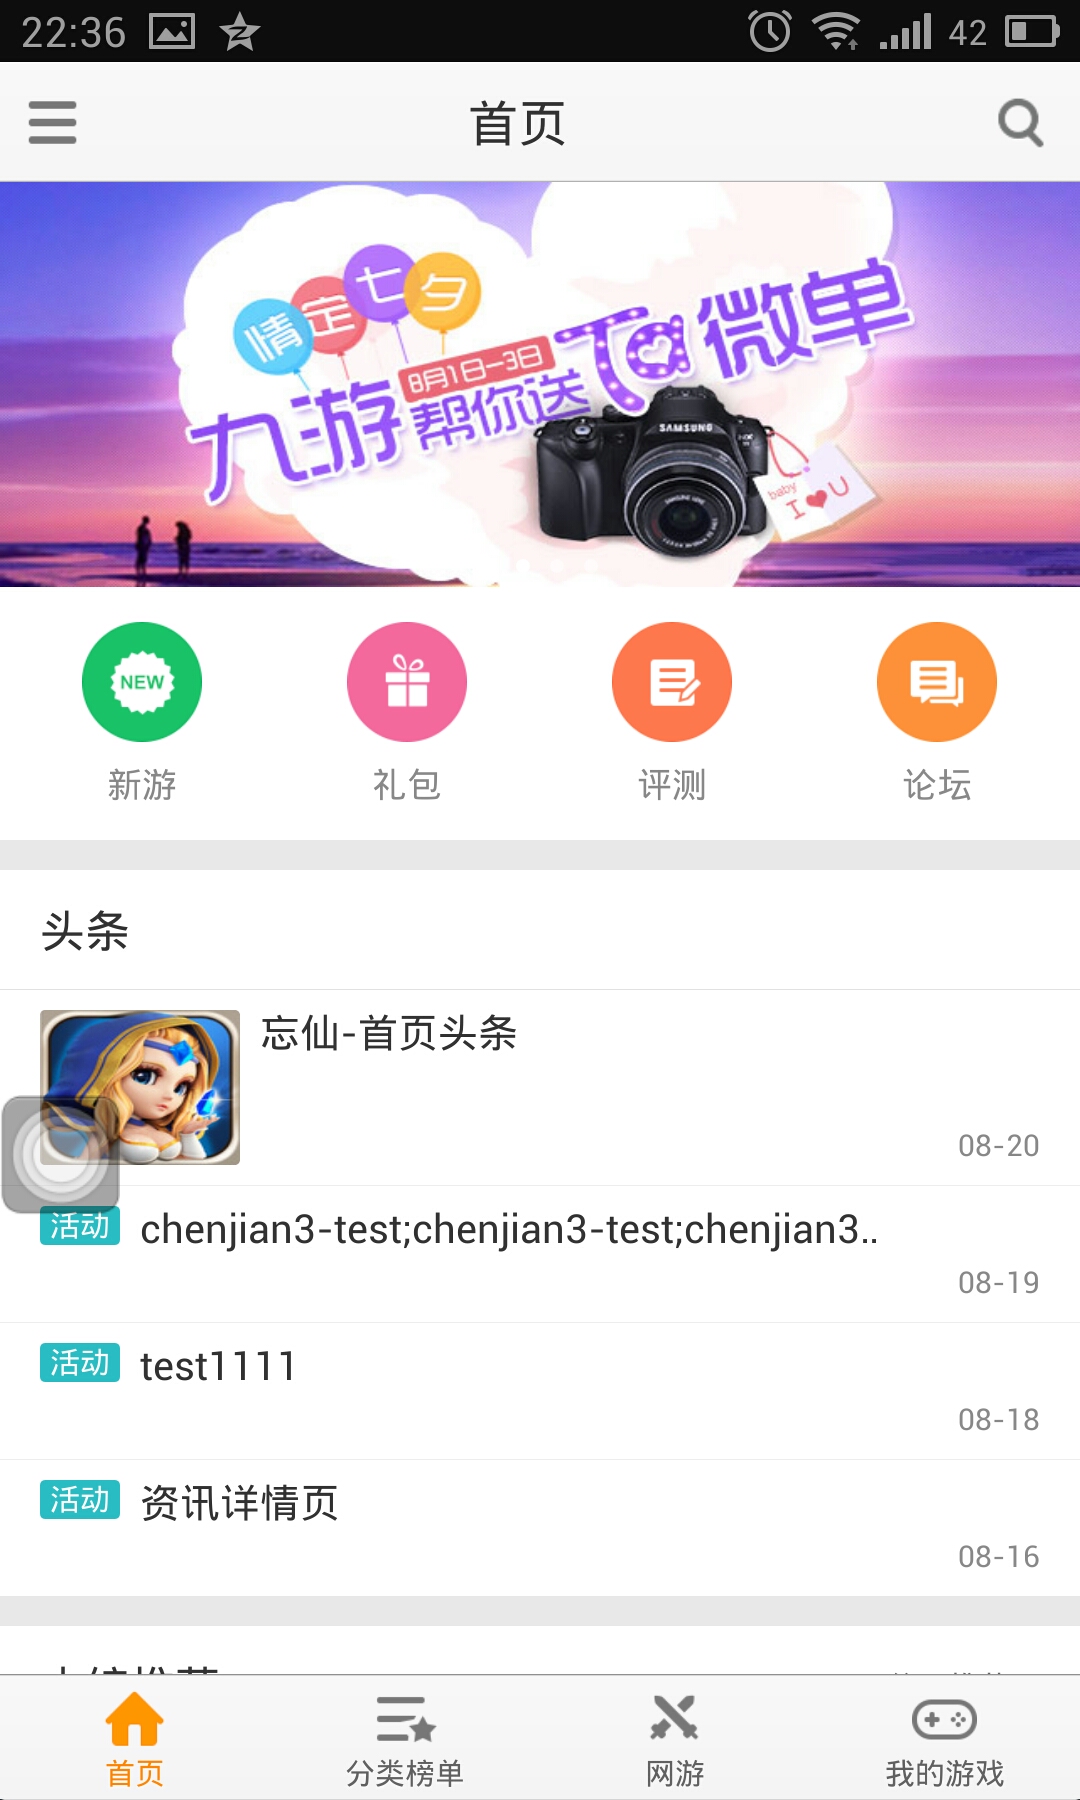 22:36
42
首页
情定七夕
8月1日-3日
九游帮你送Ta微单
SAMSUNG
NX
baby
I U
NEW
新游
礼包
评测
论坛
头条
忘仙-首页头条
08-20
活动 chenjian3-test;chenjian3-test;chenjian3..
08-19
活动 test1111
08-18
活动 资讯详情页
08-16
首页
分类榜单
网游
我的游戏